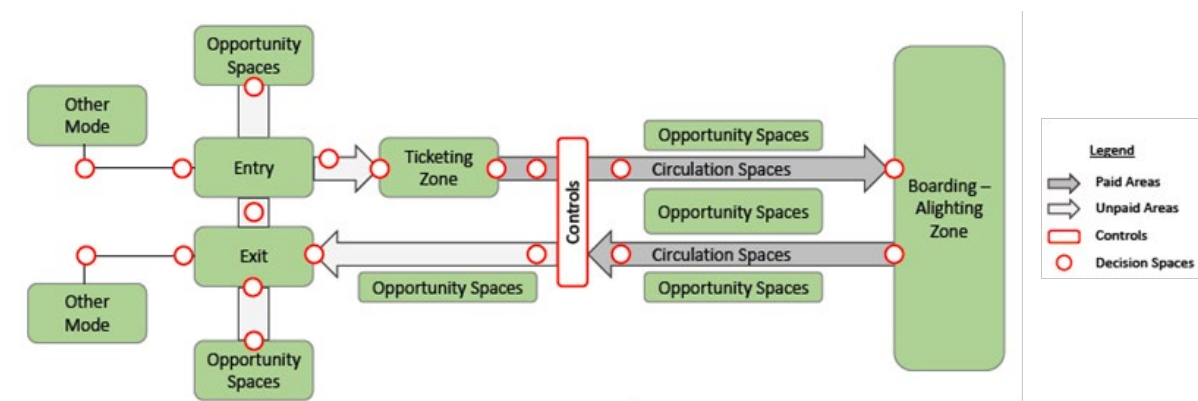 Opportunity
Spaces
Other
Mode
Entry
Ticketing
Zone
Controls
Opportunity Spaces
Circulation Spaces
Opportunity Spaces
Circulation Spaces
Opportunity Spaces
Boarding –
Alighting
Zone
Exit
Opportunity Spaces
Other
Mode
Opportunity
Spaces
Legend
Paid Areas
Unpaid Areas
Controls
Decision Spaces